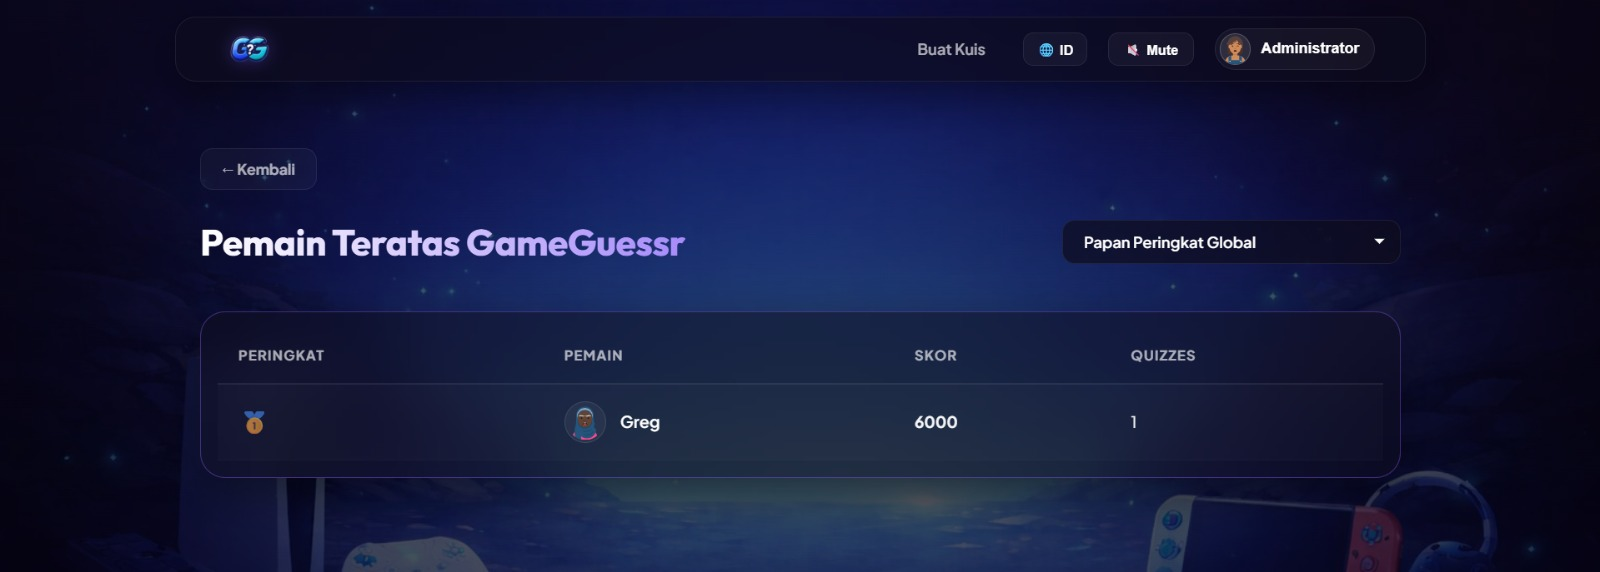 G?G
Buat Kuis
ID
Mute
Administrator
← Kembali
Pemain Teratas GameGuessr
Papan Peringkat Global
PERINGKAT PEMAIN SKOR QUIZZES
1 Greg 6000 1